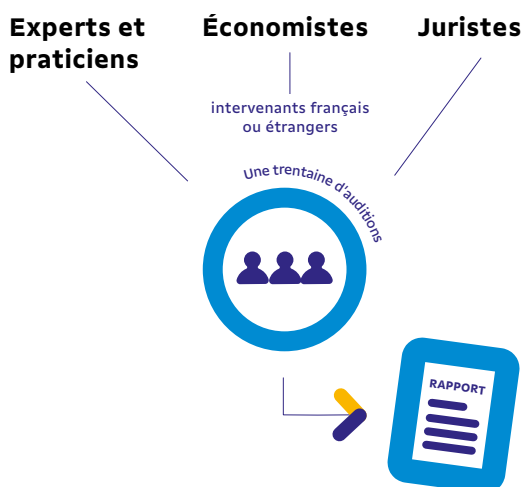 Experts et
praticiens
Économistes
Juristes
intervenants français
ou étrangers
Une trentaine d'auditions
RAPPORT